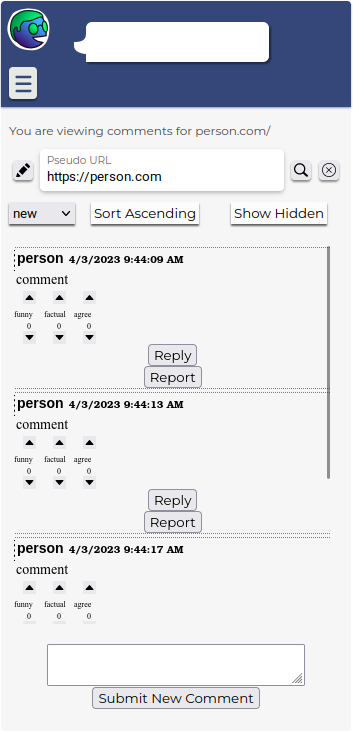 You are viewing comments for person.com/
Pseudo URL
https://person.com
new Sort Ascending Show Hidden
person 4/3/2023 9:44:09 AM
comment
funny factual agree
0 0 0
Reply
Report
person 4/3/2023 9:44:13 AM
comment
funny factual agree
0 0 0
Reply
Report
person 4/3/2023 9:44:17 AM
comment
funny factual agree
0 0 0
Submit New Comment